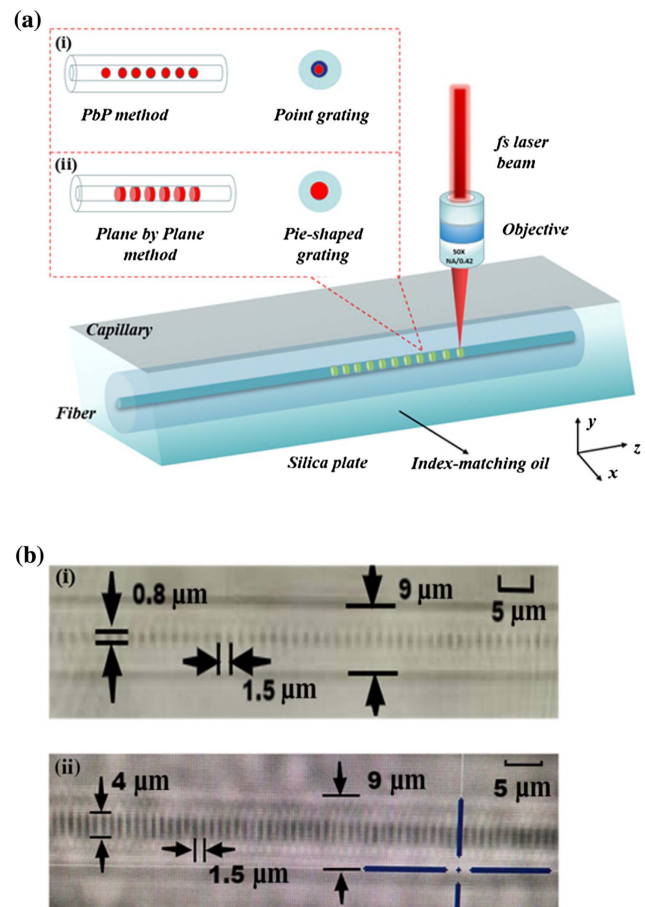 (a)
(i)
PbP method
Point grating
(ii)
Plane by Plane
method
Pie-shaped
grating
fs laser
beam
Objective
50X
NA/0.42
Capillary
Fiber
Silica plate
Index-matching oil
y
z
x
(b)
(i)
0.8 µm
9 µm
5 µm
1.5 µm
(ii)
4 µm
9 µm
5 µm
1.5 µm